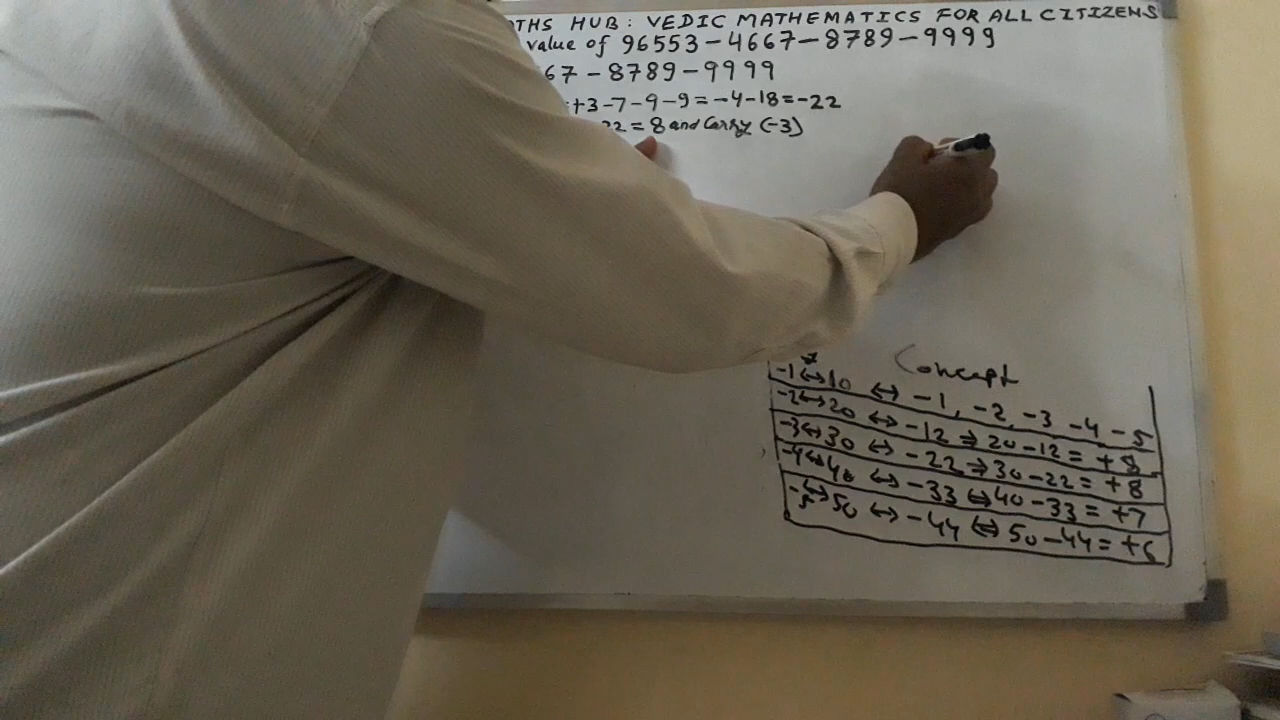 THS HUB: VEDIC MATHEMATICS FOR ALL CITIZENS
value of 96553-4667-8789-9999
67-8789-9999
+3-7-9-9=-4-18=-22
22=8 and Carry (-3)
Concept
-1↔10 ↔ -1, -2, -3 -4 -5
-2↔20 ↔ -12 ⇒ 20-12= +8
-3↔30 ↔ -22 ⇒ 30-22= +8
-4↔40 ↔ -33 ⇔ 40-33= +7
-5↔50 ↔ -44 ⇔ 50-44= +6